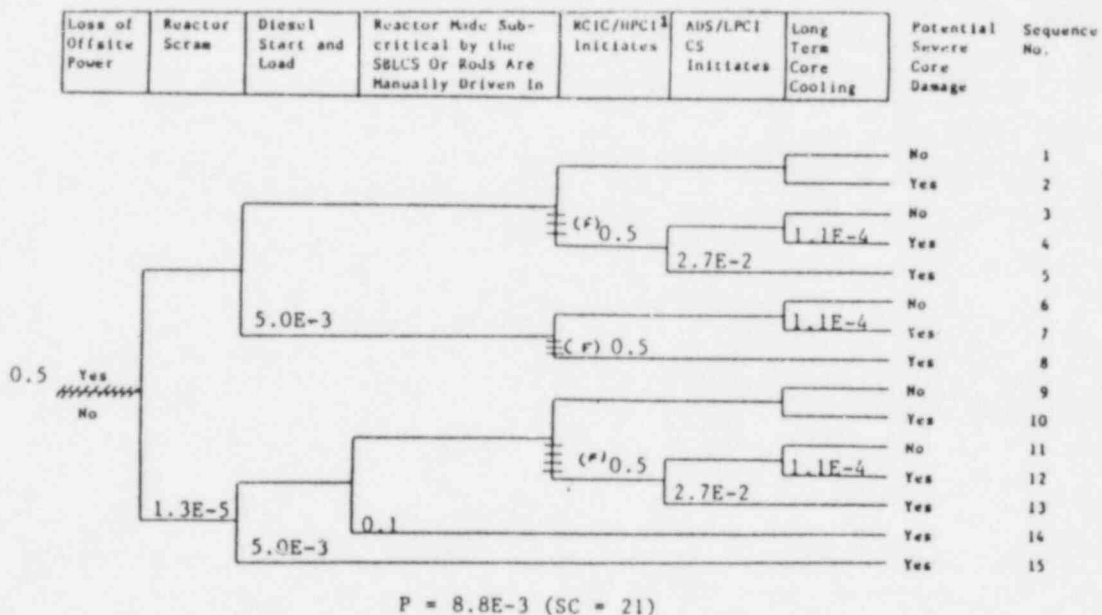 Loss of Offsite Power
Reactor Scram
Diesel Start and Load
Reactor Made Sub-critical by the SBLCS Or Rods Are Manually Driven In
RCIC/HPCI1 Initiates
ADS/LPCI CS Initiates
Long Term Core Cooling
Potential Severe Core Damage
Sequence No.
No 1
Yes 2
(F) 0.5
No 3
1.1E-4
Yes 4
2.7E-2
Yes 5
No 6
5.0E-3
1.1E-4
Yes 7
(F) 0.5
Yes 8
0.5 Yes
No
No 9
Yes 10
No 11
(F) 0.5
1.1E-4
Yes 12
2.7E-2
Yes 13
1.3E-5
0.1
Yes 14
5.0E-3
Yes 15
P = 8.8E-3 (SC = 21)